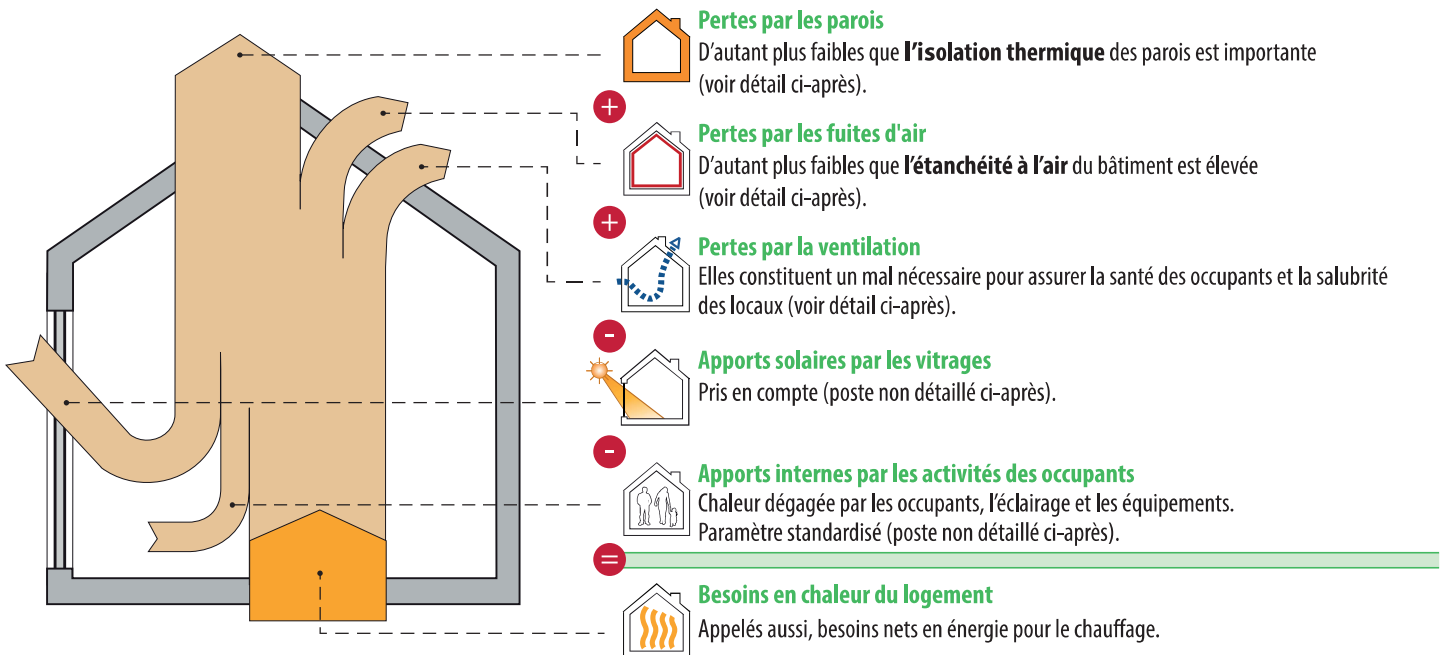 Pertes par les parois
D'autant plus faibles que l'isolation thermique des parois est importante
(voir détail ci-après).
+
Pertes par les fuites d'air
D'autant plus faibles que l'étanchéité à l'air du bâtiment est élevée
(voir détail ci-après).
+
Pertes par la ventilation
Elles constituent un mal nécessaire pour assurer la santé des occupants et la salubrité
des locaux (voir détail ci-après).
-
Apports solaires par les vitrages
Pris en compte (poste non détaillé ci-après).
-
Apports internes par les activités des occupants
Chaleur dégagée par les occupants, l'éclairage et les équipements.
Paramètre standardisé (poste non détaillé ci-après).
=
Besoins en chaleur du logement
Appelés aussi, besoins nets en énergie pour le chauffage.